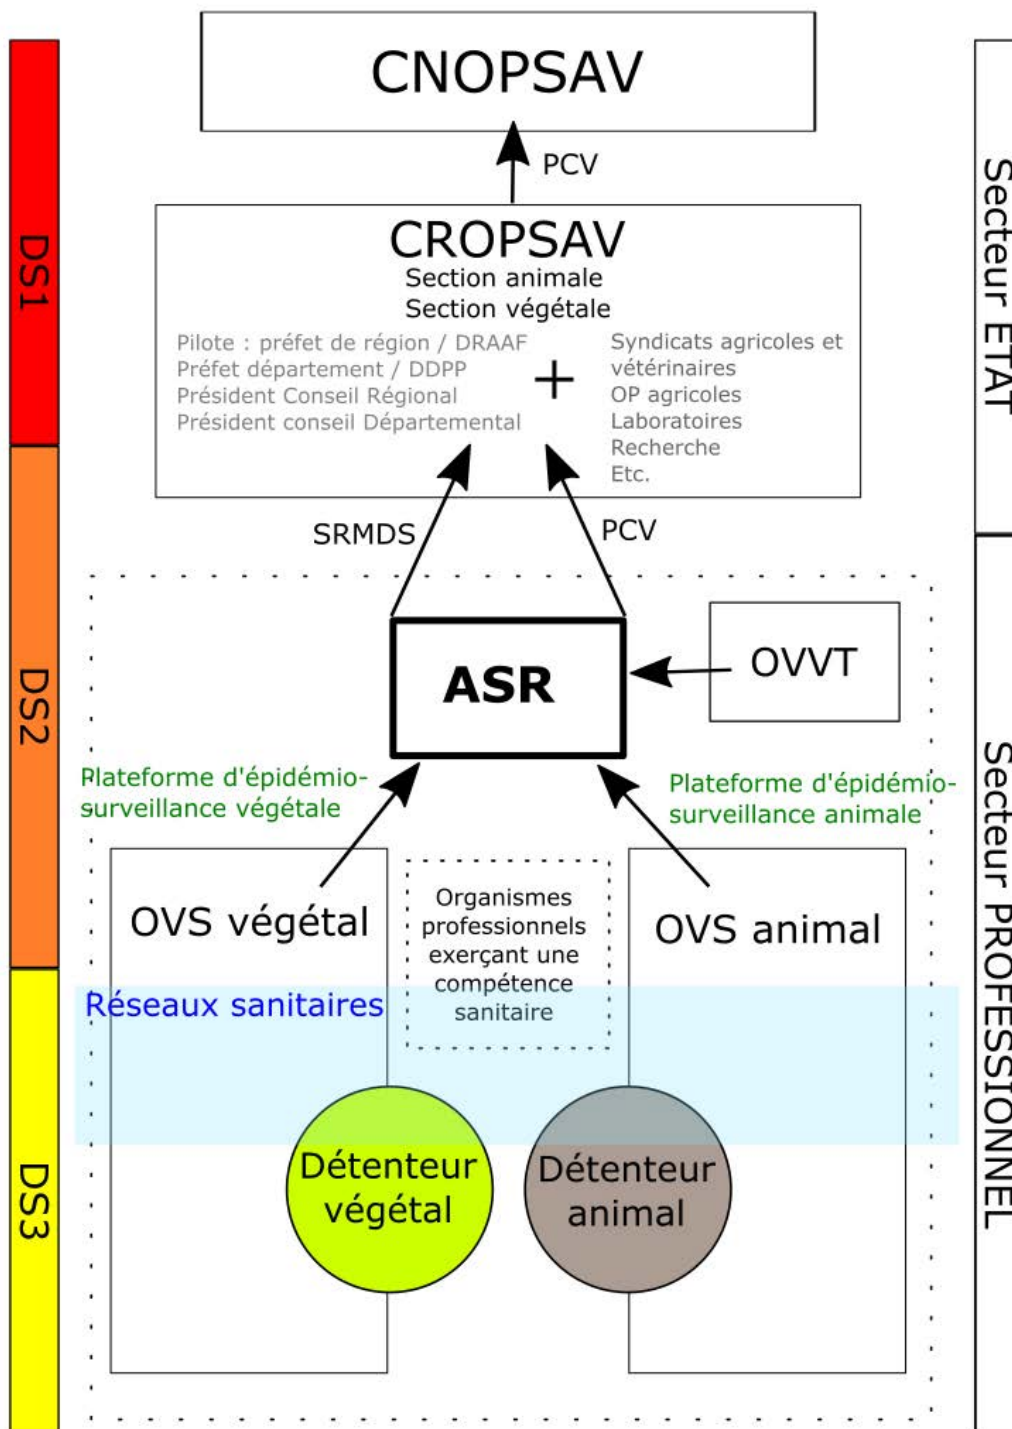 CNOPSAV
PCV
CROPSAV
Section animale
Section végétale
Pilote : préfet de région / DRAAF
Préfet département / DDPP
Président Conseil Régional
Président conseil Départemental
+
Syndicats agricoles et
vétérinaires
OP agricoles
Laboratoires
Recherche
Etc.
SRMDS
PCV
ASR
OVVT
Plateforme d'épidémio-
surveillance végétale
Plateforme d'épidémio-
surveillance animale
OVS végétal
Organismes
professionnels
exerçant une
compétence
sanitaire
OVS animal
Réseaux sanitaires
Détenteur
végétal
Détenteur
animal
DS1
DS2
DS3
Secteur ETAT
Secteur PROFESSIONNEL